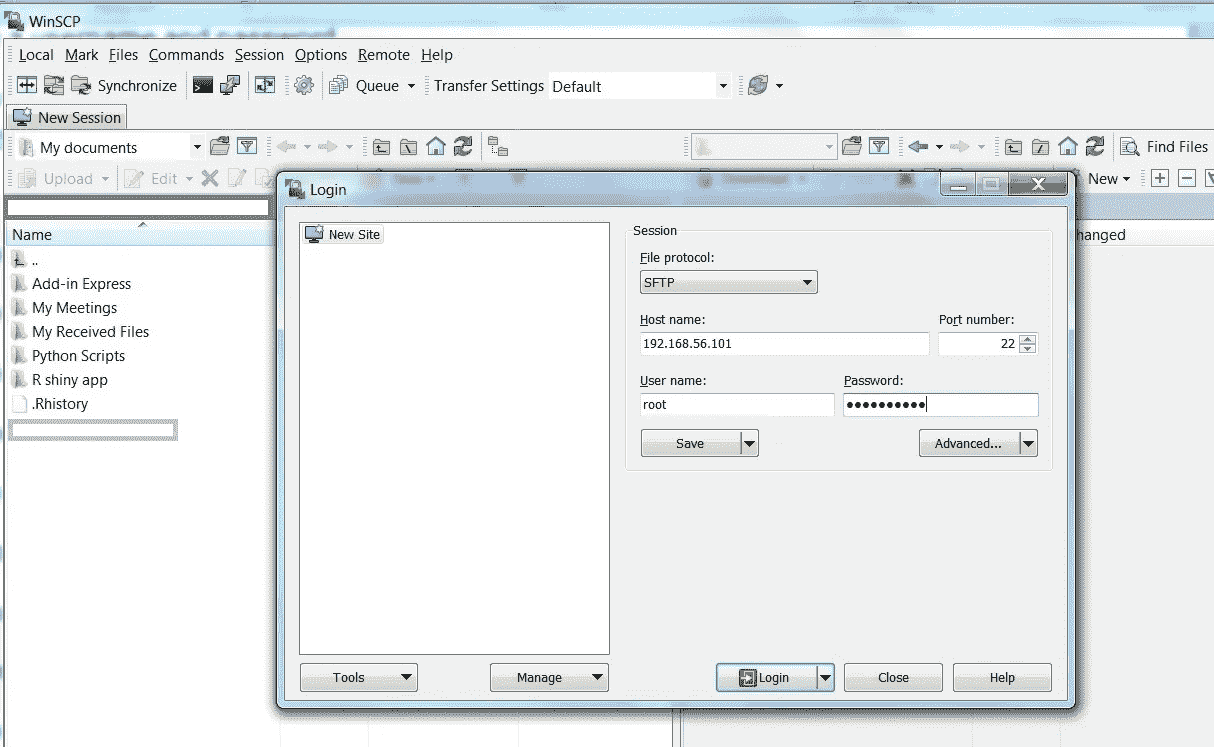 WinSCP
Local Mark Files Commands Session Options Remote Help
Synchronize Queue Transfer Settings Default
New Session
My documents Find Files
Upload Edit New
Login
Name hanged
..
Add-in Express
My Meetings
My Received Files
Python Scripts
R shiny app
.Rhistory
New Site
Session
File protocol:
SFTP
Host name: Port number:
192.168.56.101 22
User name: Password:
root ●●●●●●●●●●
Save Advanced...
Tools Manage Login Close Help